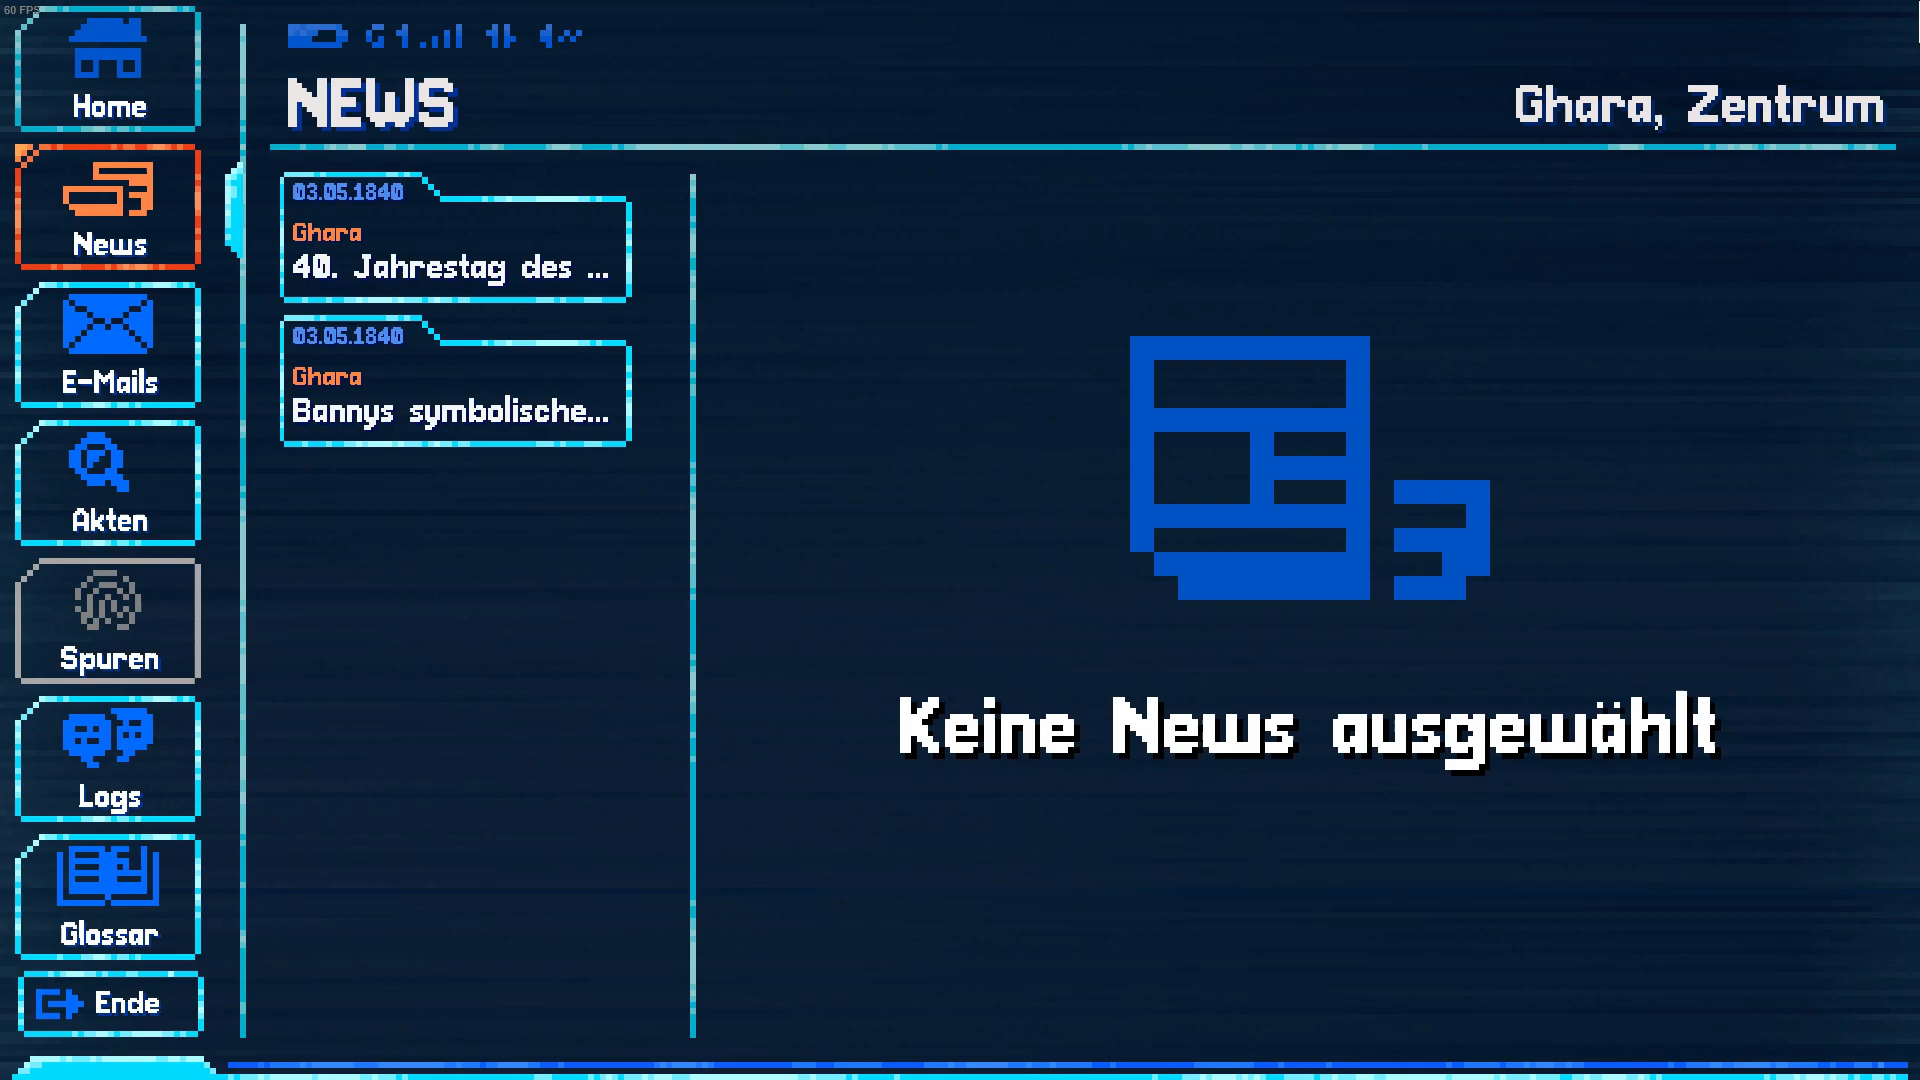 60 FPS
Home
News
E-Mails
Akten
Spuren
Logs
Glossar
Ende
NEWS
Ghara, Zentrum
03.05.1840
Ghara
40. Jahrestag des ...
03.05.1840
Ghara
Bannys symbolische...
Keine News ausgewählt